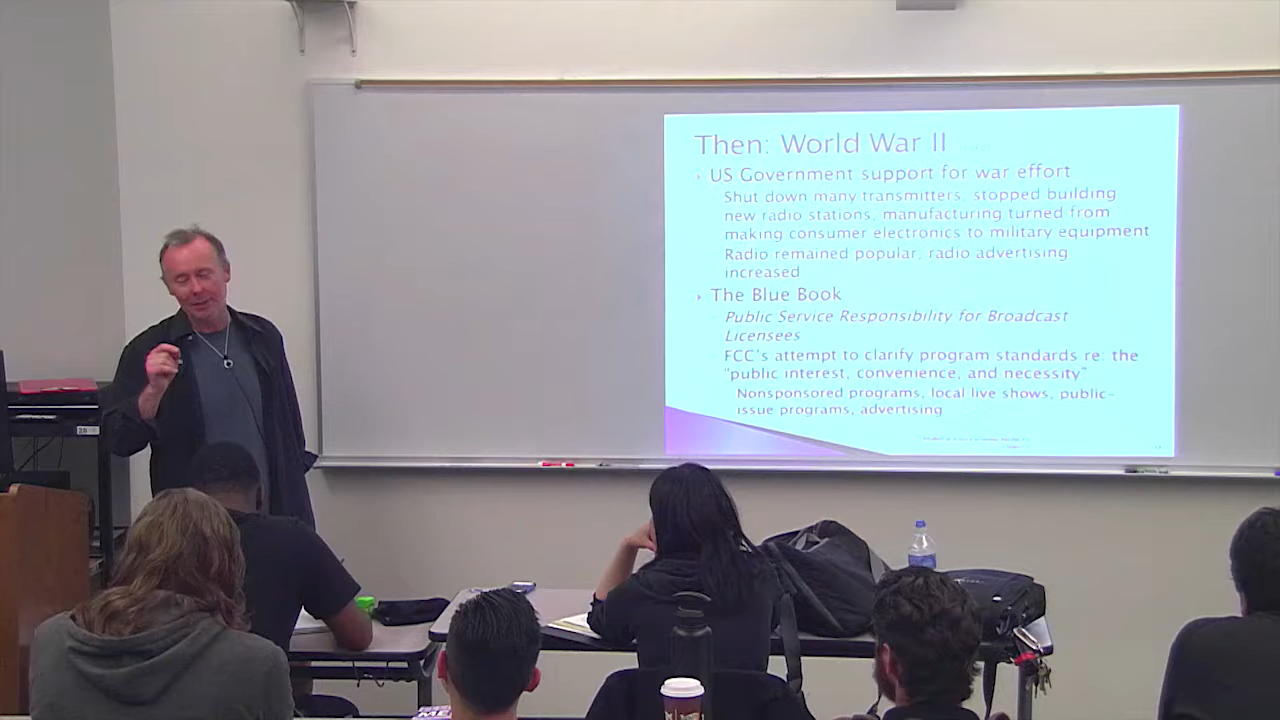 Then: World War II
US Government support for war effort
Shut down many transmitters, stopped building
new radio stations, manufacturing turned from
making consumer electronics to military equipment
Radio remained popular, radio advertising
increased
The Blue Book
Public Service Responsibility for Broadcast
Licensees
FCC's attempt to clarify program standards re: the
"public interest, convenience, and necessity"
Nonsponsored programs, local live shows, public-
issue programs, advertising